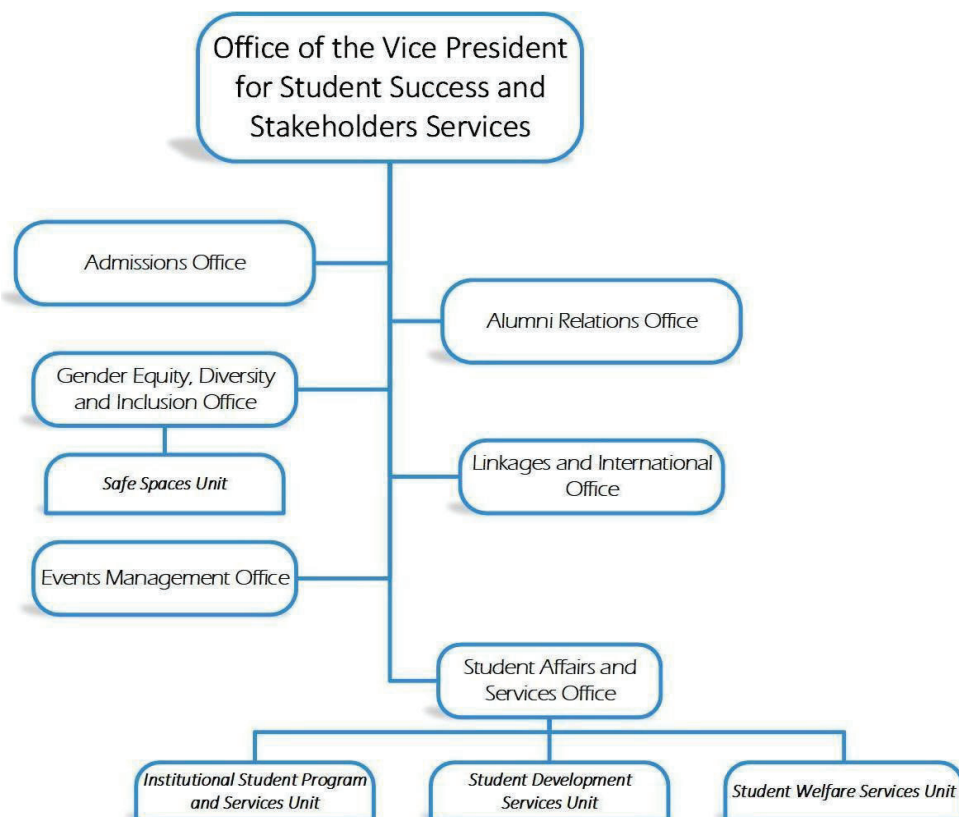 Office of the Vice President
for Student Success and
Stakeholders Services
Admissions Office
Alumni Relations Office
Gender Equity, Diversity
and Inclusion Office
Linkages and International
Office
Safe Spaces Unit
Events Management Office
Student Affairs and
Services Office
Institutional Student Program
and Services Unit
Student Development
Services Unit
Student Welfare Services Unit